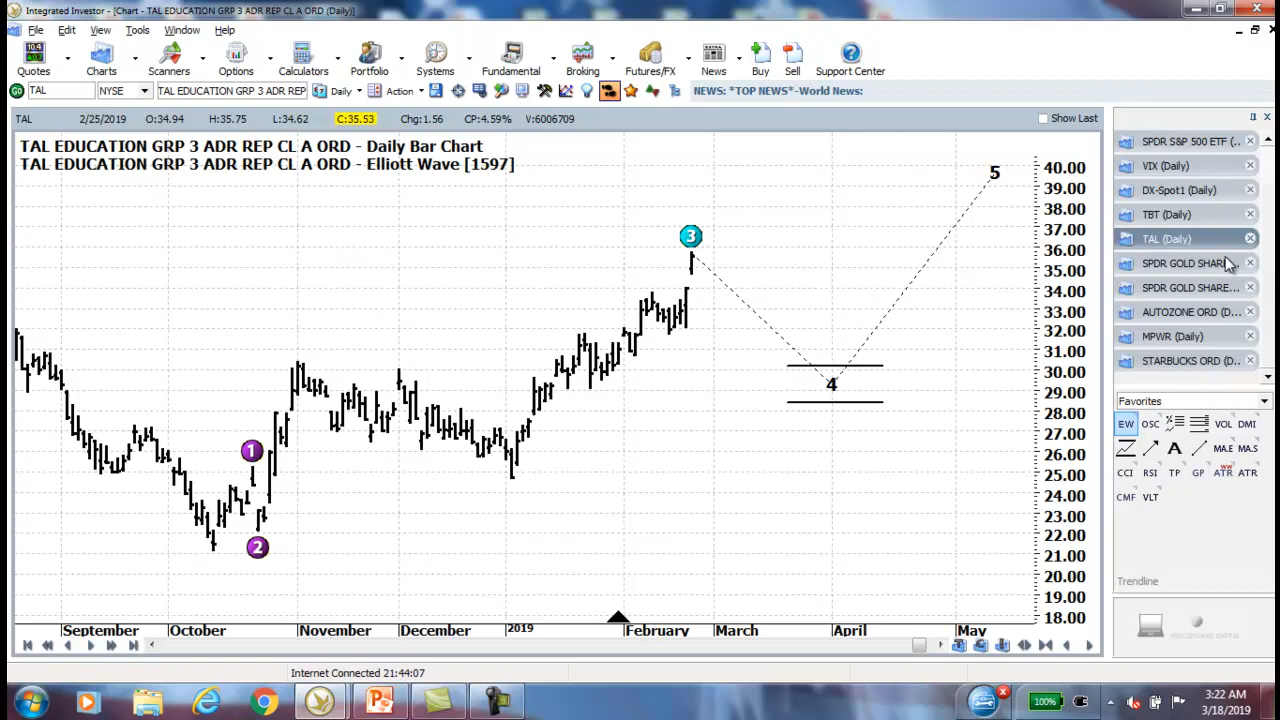 Integrated Investor - [Chart - TAL EDUCATION GRP 3 ADR REP CL A ORD (Daily)]
File Edit View Tools Window Help
Quotes Charts Scanners Options Calculators Portfolio Systems Fundamental Broking Futures/FX News Buy Sell Support Center
GO TAL NYSE TAL EDUCATION GRP 3 ADR REP Daily Action NEWS: *TOP NEWS*-World News:
TAL 2/25/2019 O:34.94 H:35.75 L:34.62 C:35.53 Chg:1.56 CP:4.59% V:6006709 Show Last
TAL EDUCATION GRP 3 ADR REP CL A ORD - Daily Bar Chart
TAL EDUCATION GRP 3 ADR REP CL A ORD - Elliott Wave [1597]
5
3
4
1
2
40.00
39.00
38.00
37.00
36.00
35.00
34.00
33.00
32.00
31.00
30.00
29.00
28.00
27.00
26.00
25.00
24.00
23.00
22.00
21.00
20.00
19.00
18.00
September October November December 2019 February March April May
SPDR S&P 500 ETF (..
VIX (Daily)
DX-Spot1 (Daily)
TBT (Daily)
TAL (Daily)
SPDR GOLD SHARE...
SPDR GOLD SHARE...
AUTOZONE ORD (D...
MPWR (Daily)
STARBUCKS ORD (D...
Favorites
EW OSC VOL DMI
A MA.E MA.S
CCI RSI TP GP ATR ATR
CMF VLT
Trendline
Internet Connected 21:44:07
100%
3:22 AM
3/18/2019